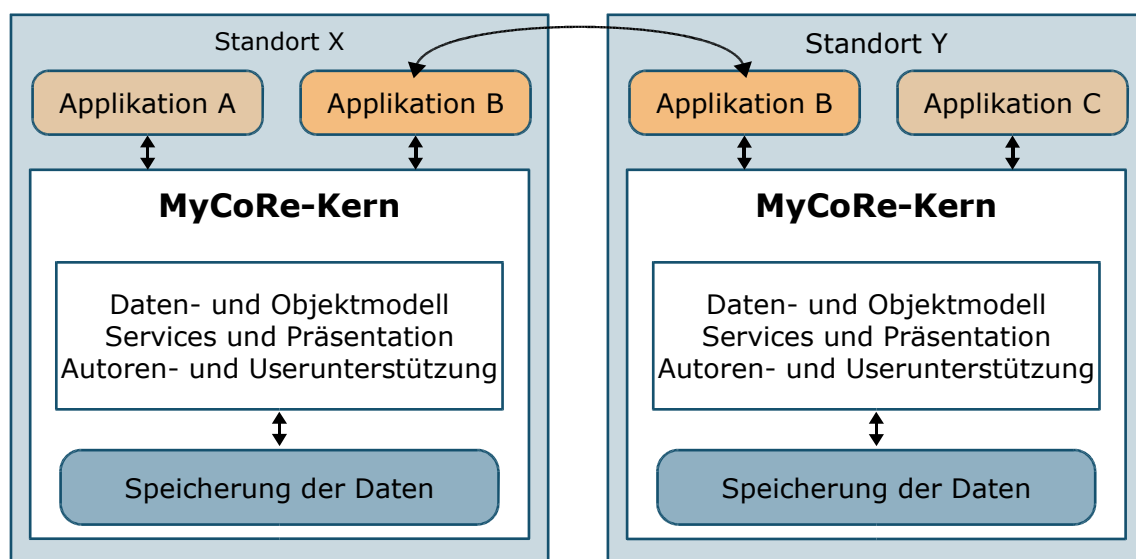 Standort X
Applikation A
Applikation B
MyCoRe-Kern
Daten- und Objektmodell
Services und Präsentation
Autoren- und Userunterstützung
Speicherung der Daten
Standort Y
Applikation B
Applikation C
MyCoRe-Kern
Daten- und Objektmodell
Services und Präsentation
Autoren- und Userunterstützung
Speicherung der Daten